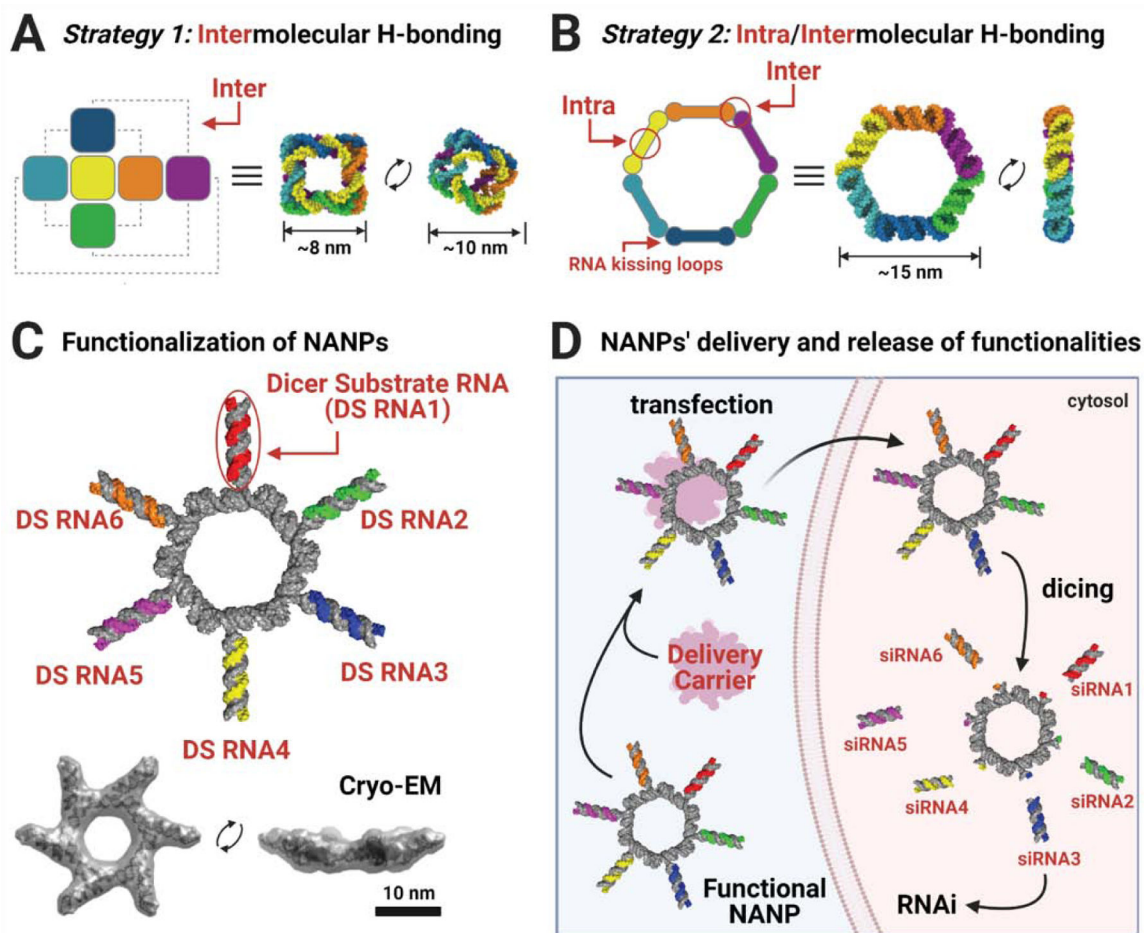 A Strategy 1: Intermolecular H-bonding
Inter
~8 nm
~10 nm
B Strategy 2: Intra/Intermolecular H-bonding
Inter
Intra
RNA kissing loops
~15 nm
C Functionalization of NANPs
Dicer Substrate RNA
(DS RNA1)
DS RNA6
DS RNA2
DS RNA5
DS RNA3
DS RNA4
Cryo-EM
10 nm
D NANPs' delivery and release of functionalities
transfection
cytosol
dicing
Delivery
Carrier
siRNA6
siRNA1
siRNA5
siRNA4
siRNA2
siRNA3
Functional
NANP
RNAi